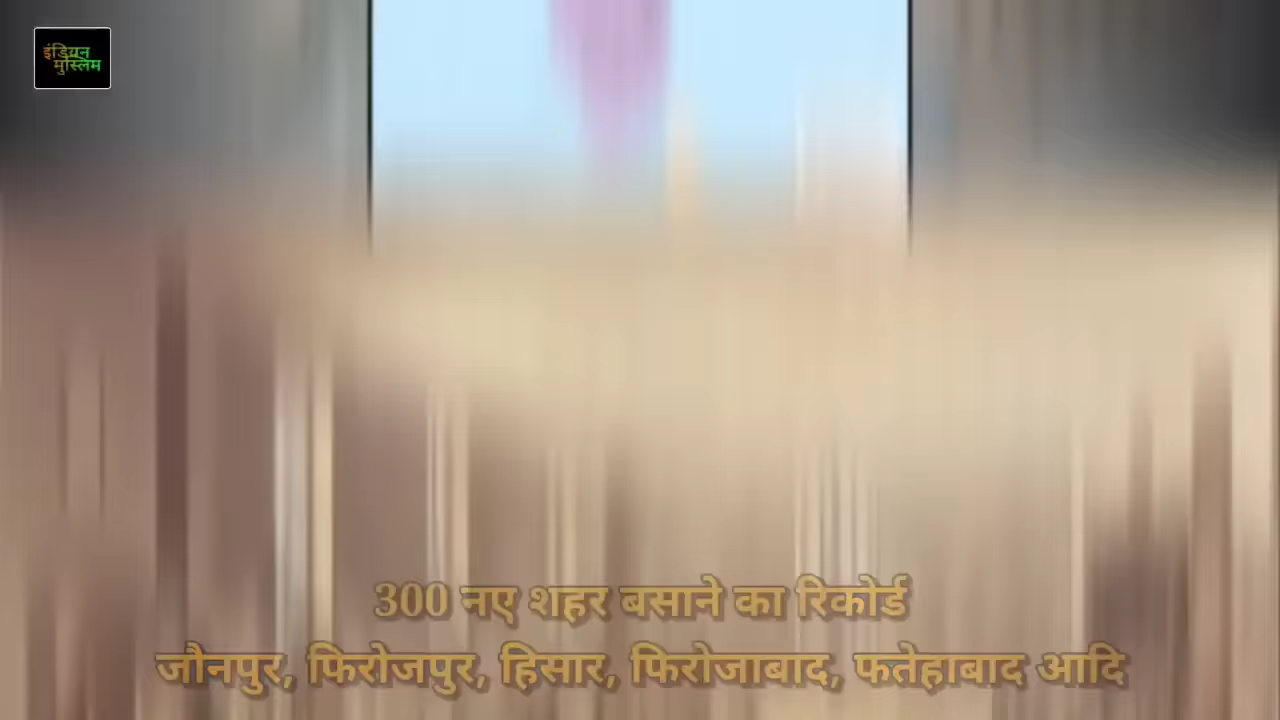 इंडियन
मुस्लिम
300 नए शहर बसाने का रिकोर्ड
जौनपुर, फिरोजपुर, हिसार, फिरोजाबाद, फतेहाबाद आदि